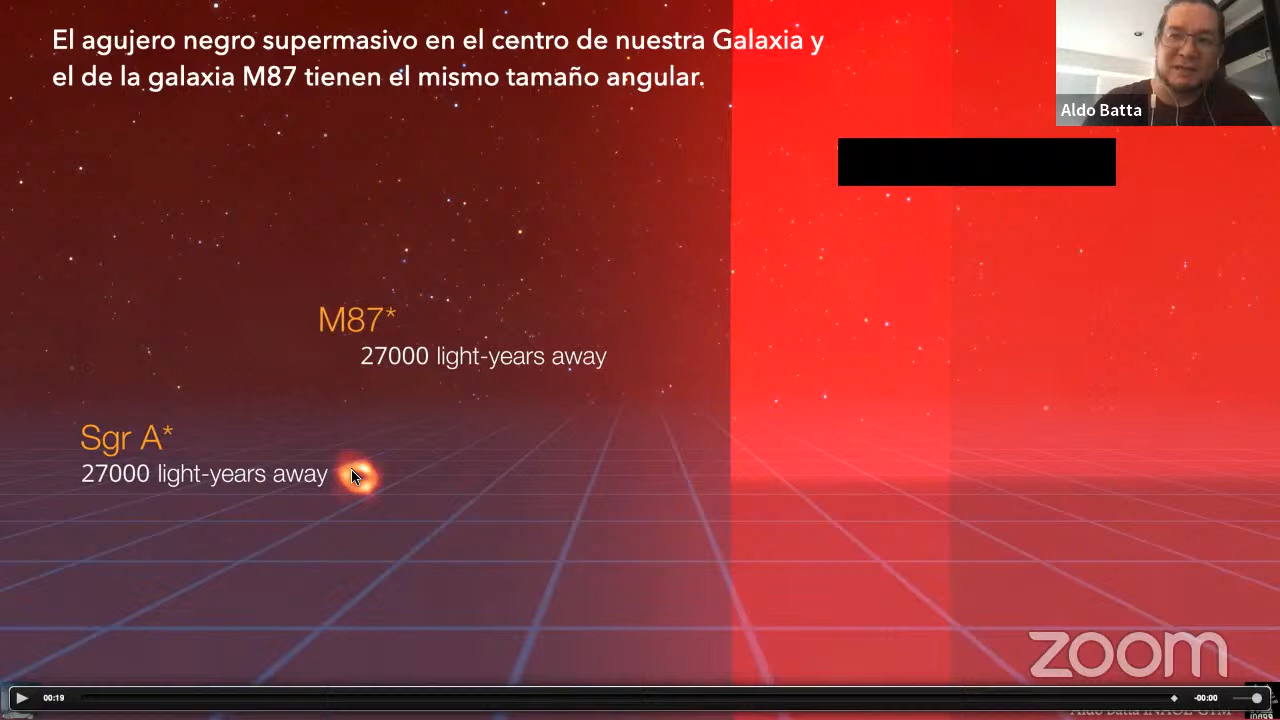 El agujero negro supermasivo en el centro de nuestra Galaxia y
el de la galaxia M87 tienen el mismo tamaño angular.
Aldo Batta
M87*
27000 light-years away
Sgr A*
27000 light-years away
zoom
00:19
-00:00